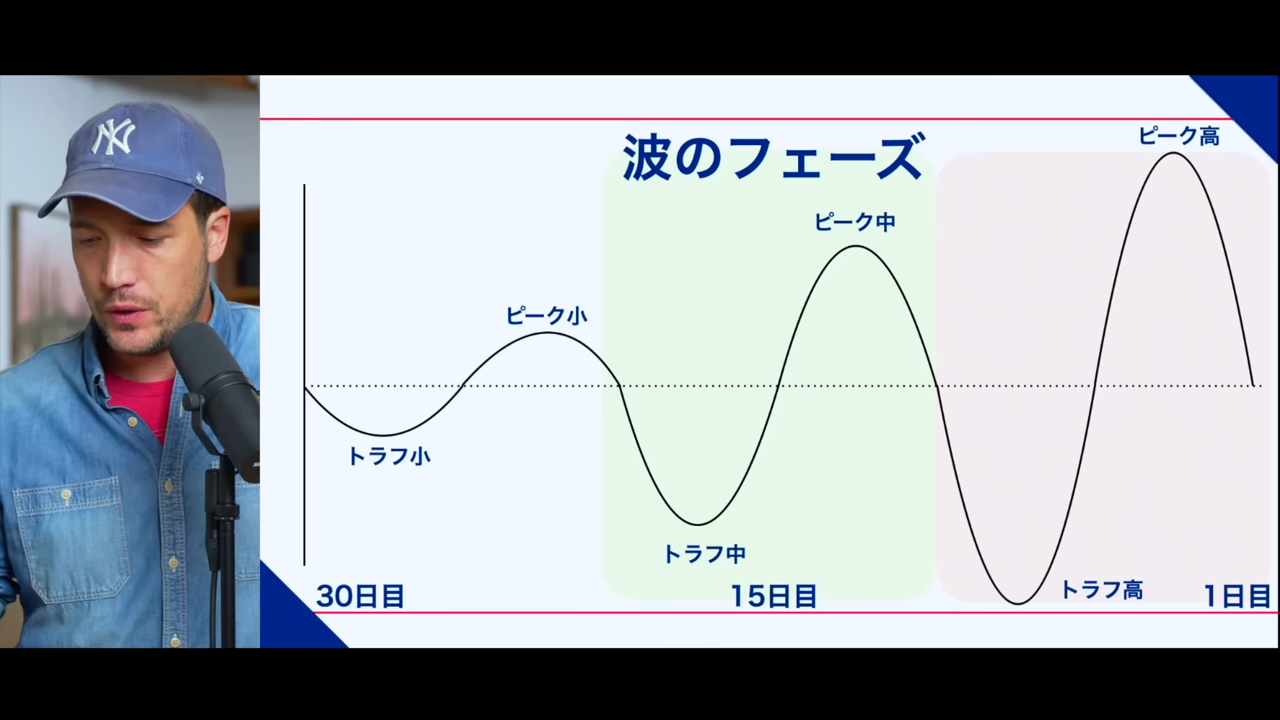 NY
波のフェーズ
ピーク高
ピーク中
ピーク小
トラフ小
トラフ中
トラフ高
30日目
15日目
1日目